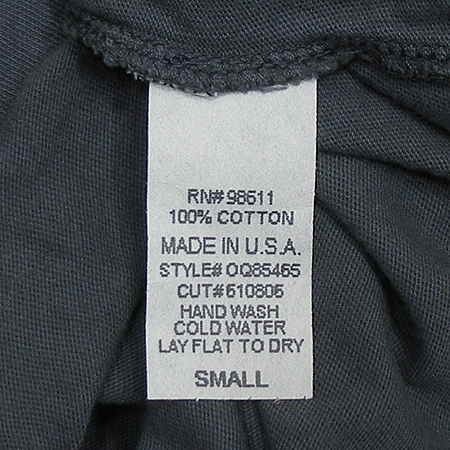 RN# 98611
100% COTTON
MADE IN U.S.A.
STYLE# OQ85465
CUT# 610806
HAND WASH
COLD WATER
LAY FLAT TO DRY
SMALL